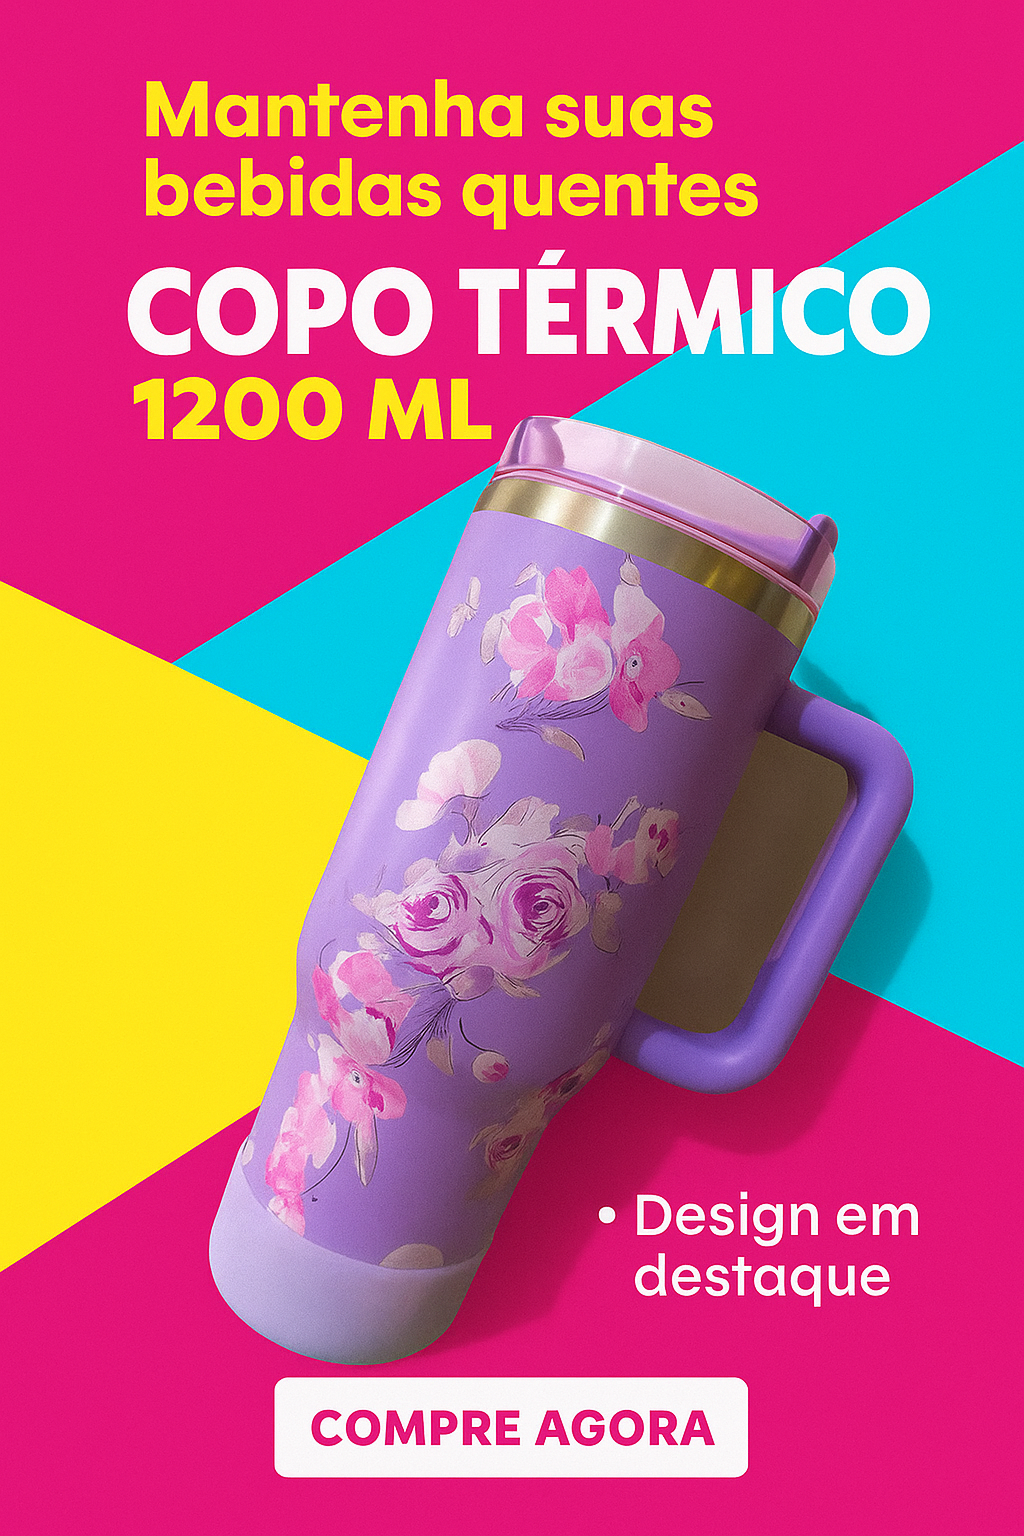 Mantenha suas
bebidas quentes
COPO TÉRMICO
1200 ML
• Design em
destaque
COMPRE AGORA